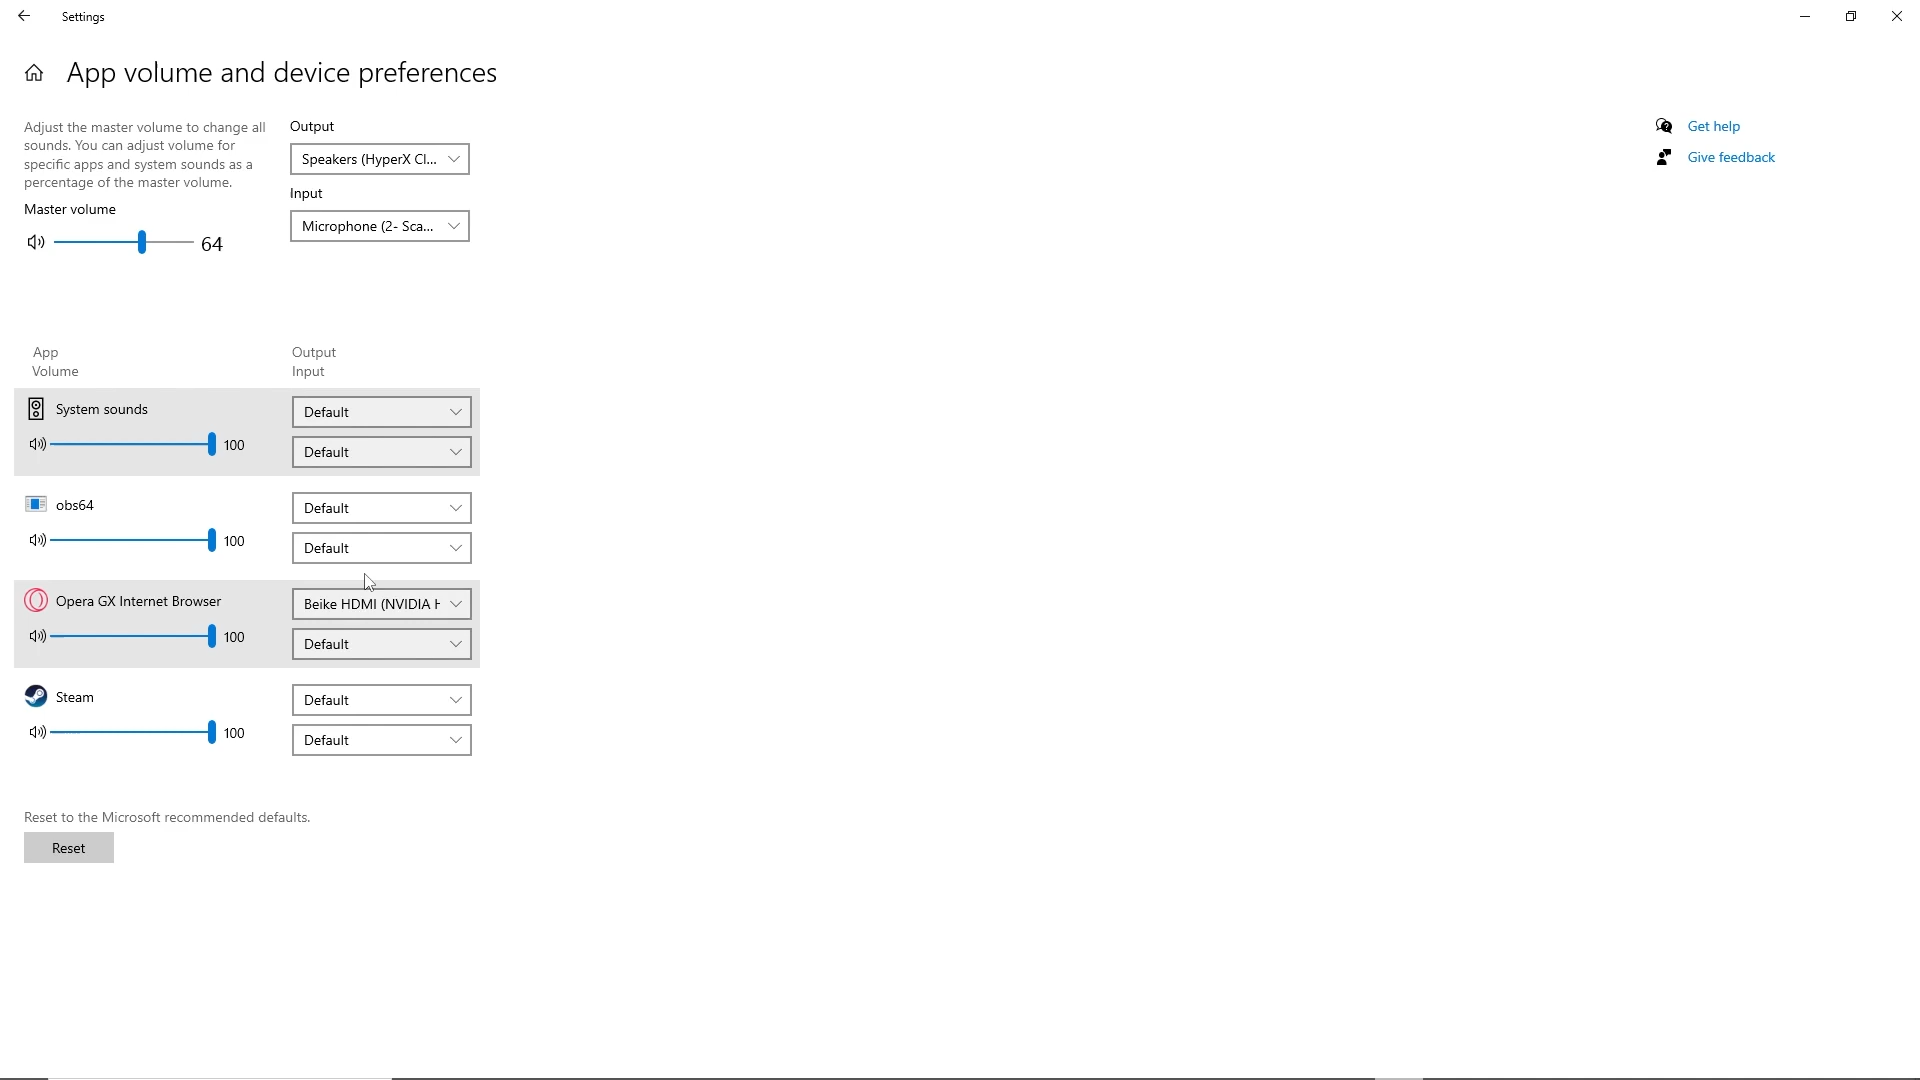 Settings
App volume and device preferences
Adjust the master volume to change all
sounds. You can adjust volume for
specific apps and system sounds as a
percentage of the master volume.
Master volume
64
Output
Speakers (HyperX Cl...
Input
Microphone (2- Sca...
Get help
Give feedback
App
Volume
Output
Input
System sounds
100
Default
Default
obs64
100
Default
Default
Opera GX Internet Browser
100
Beike HDMI (NVIDIA H
Default
Steam
100
Default
Default
Reset to the Microsoft recommended defaults.
Reset